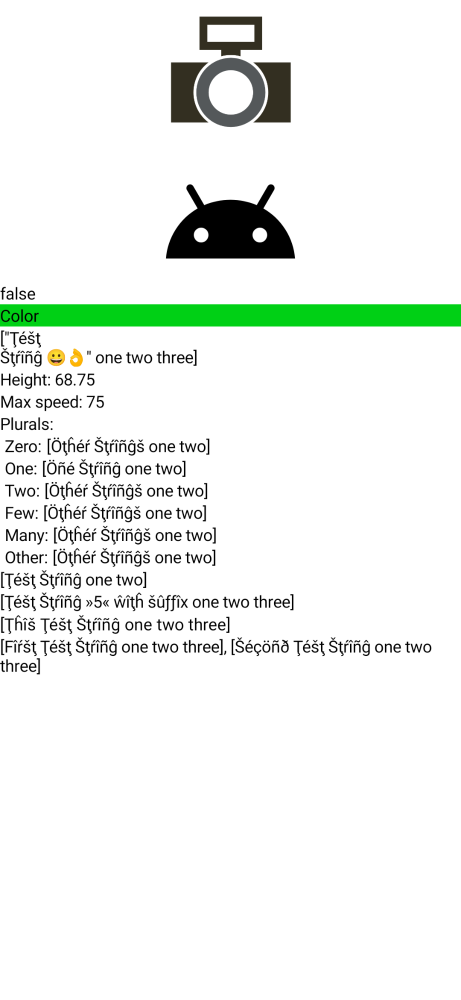 false
Color
["Ţéšţ
Šţŕîñĝ 😀👌" one two three]
Height: 68.75
Max speed: 75
Plurals:
Zero: [Öţĥéŕ Šţŕîñĝš one two]
One: [Öñé Šţŕîñĝ one two]
Two: [Öţĥéŕ Šţŕîñĝš one two]
Few: [Öţĥéŕ Šţŕîñĝš one two]
Many: [Öţĥéŕ Šţŕîñĝš one two]
Other: [Öţĥéŕ Šţŕîñĝš one two]
[Ţéšţ Šţŕîñĝ one two]
[Ţéšţ Šţŕîñĝ »5« ŵîţĥ šûƒƒîx one two three]
[Ţĥîš Ţéšţ Šţŕîñĝ one two three]
[Fîŕšţ Ţéšţ Šţŕîñĝ one two three], [Šéçöñð Ţéšţ Šţŕîñĝ one two
three]